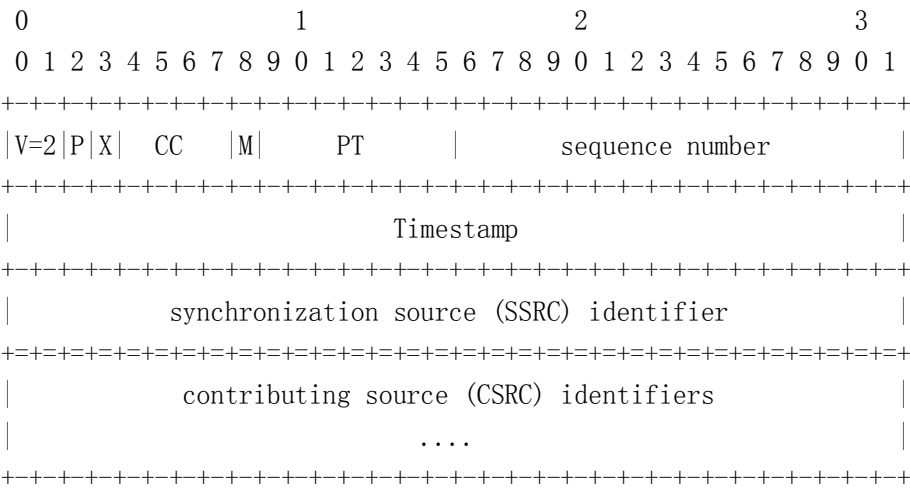 0                   1                   2                   3
0 1 2 3 4 5 6 7 8 9 0 1 2 3 4 5 6 7 8 9 0 1 2 3 4 5 6 7 8 9 0 1
+-+-+-+-+-+-+-+-+-+-+-+-+-+-+-+-+-+-+-+-+-+-+-+-+-+-+-+-+-+-+-+-+
|V=2|P|X|  CC   |M|     PT      |       sequence number         |
+-+-+-+-+-+-+-+-+-+-+-+-+-+-+-+-+-+-+-+-+-+-+-+-+-+-+-+-+-+-+-+-+
|                           Timestamp                           |
+-+-+-+-+-+-+-+-+-+-+-+-+-+-+-+-+-+-+-+-+-+-+-+-+-+-+-+-+-+-+-+-+
|           synchronization source (SSRC) identifier            |
+=+=+=+=+=+=+=+=+=+=+=+=+=+=+=+=+=+=+=+=+=+=+=+=+=+=+=+=+=+=+=+=+
|            contributing source (CSRC) identifiers             |
|                             ....                              |
+-+-+-+-+-+-+-+-+-+-+-+-+-+-+-+-+-+-+-+-+-+-+-+-+-+-+-+-+-+-+-+-+